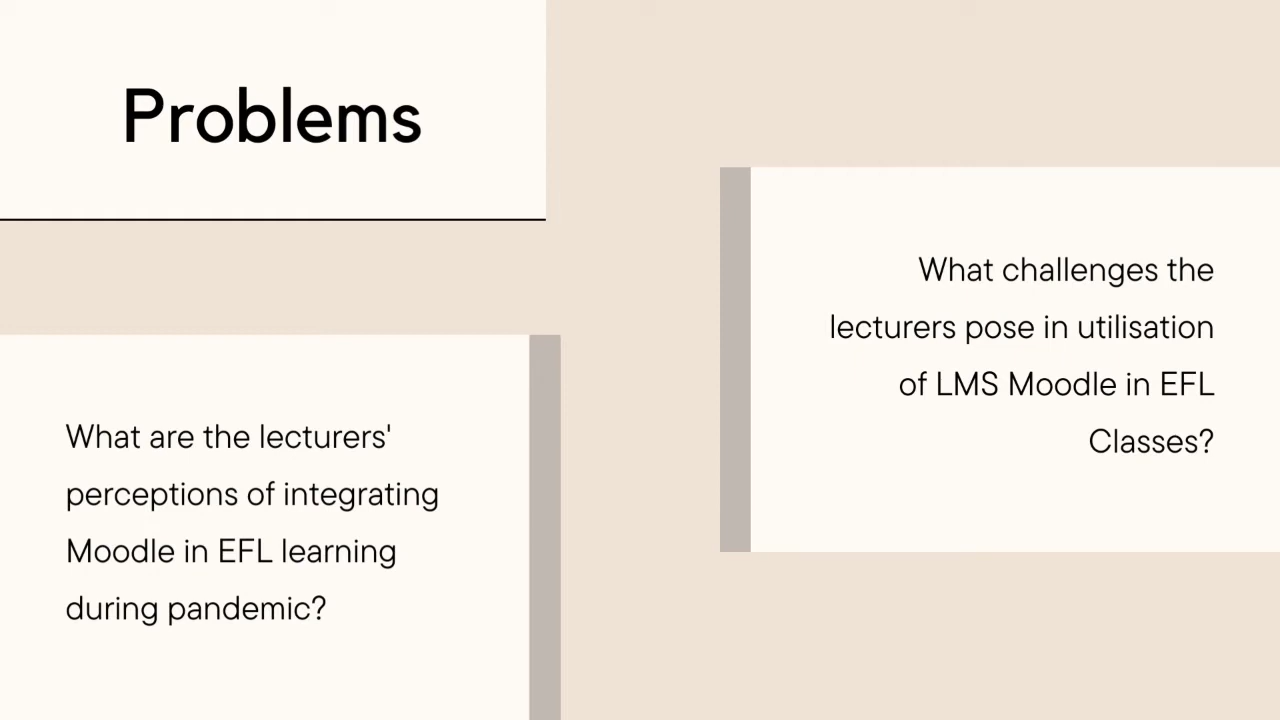 Problems
What are the lecturers'
perceptions of integrating
Moodle in EFL learning
during pandemic?
What challenges the
lecturers pose in utilisation
of LMS Moodle in EFL
Classes?